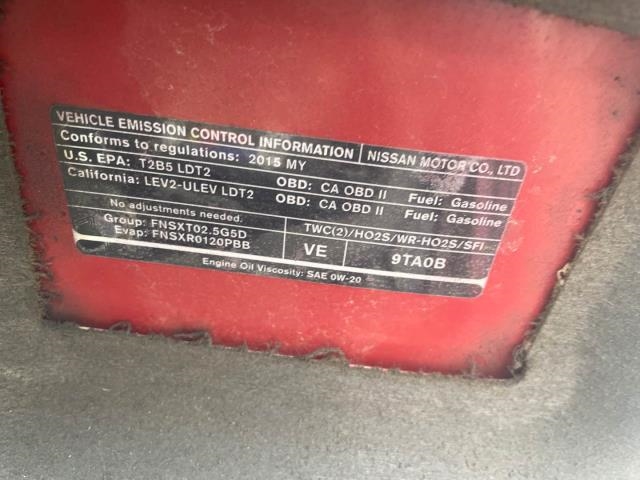 VEHICLE EMISSION CONTROL INFORMATION NISSAN MOTOR CO., LTD
Conforms to regulations: 2015 MY
U.S. EPA: T2B5 LDT2 OBD: CA OBD II Fuel: Gasoline
California: LEV2-ULEV LDT2 OBD: CA OBD II Fuel: Gasoline
No adjustments needed.
Group: FNSXT02.5G5D TWC(2)/HO2S/WR-HO2S/SFI
Evap: FNSXR0120PBB VE 9TA0B
Engine Oil Viscosity: SAE 0W-20